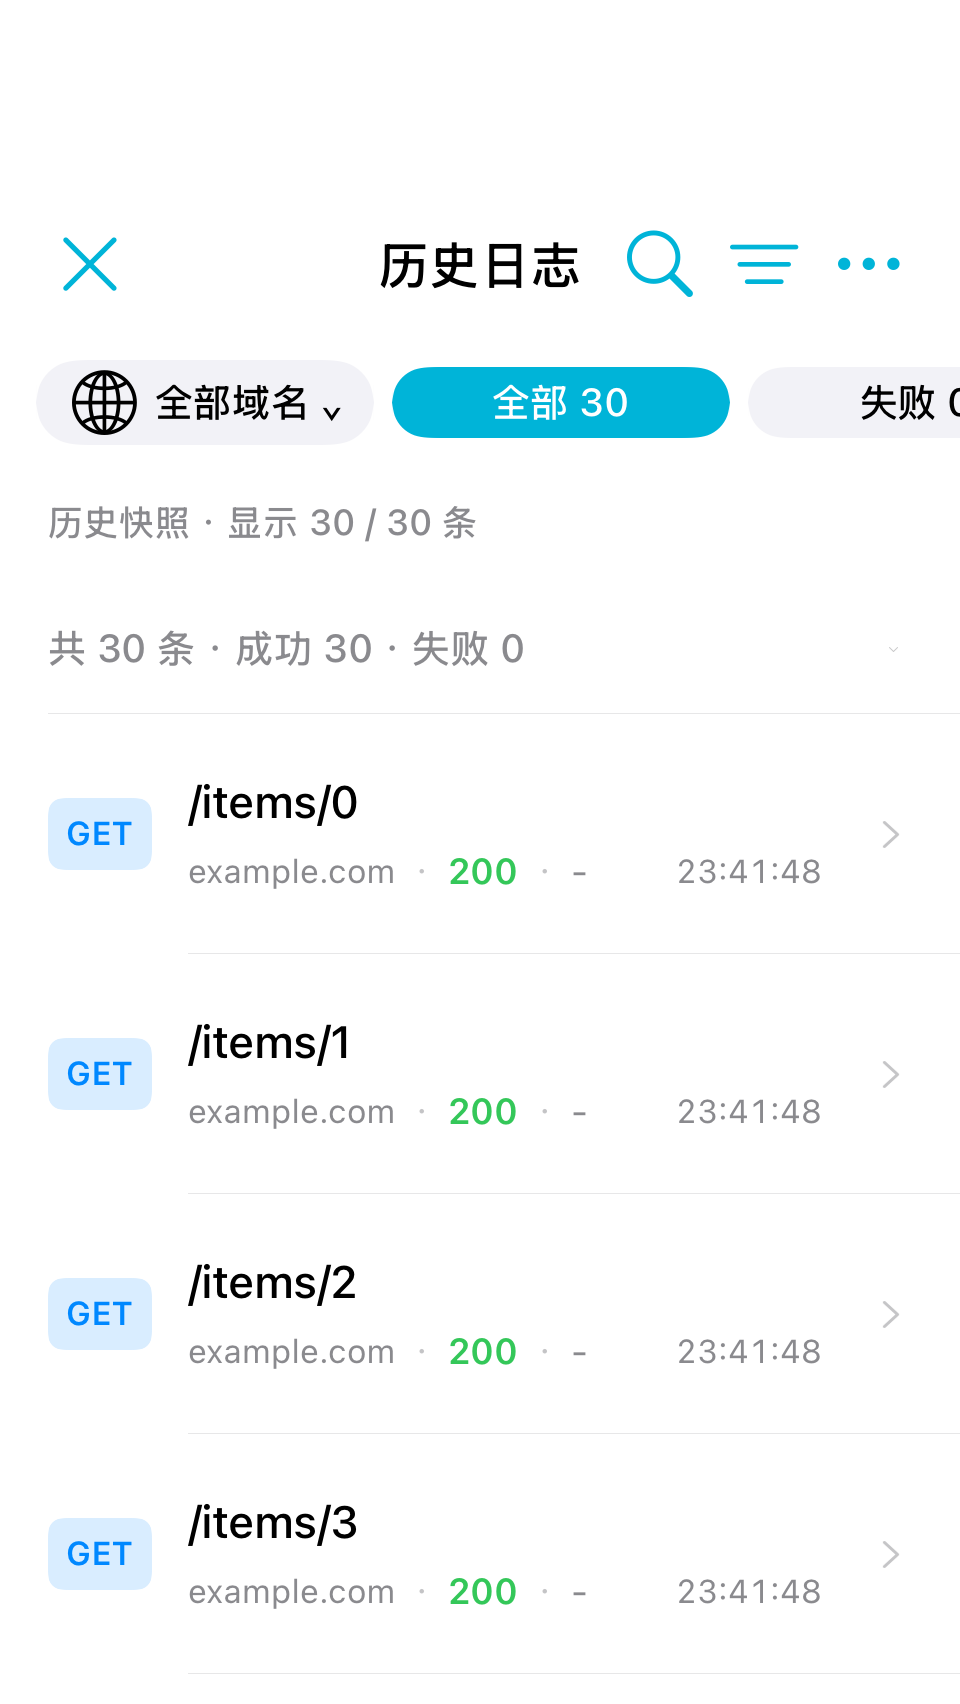 历史日志
全部域名 全部 30 失败 0
历史快照 · 显示 30 / 30 条
共 30 条 · 成功 30 · 失败 0
GET /items/0
example.com · 200 · - 23:41:48
GET /items/1
example.com · 200 · - 23:41:48
GET /items/2
example.com · 200 · - 23:41:48
GET /items/3
example.com · 200 · - 23:41:48